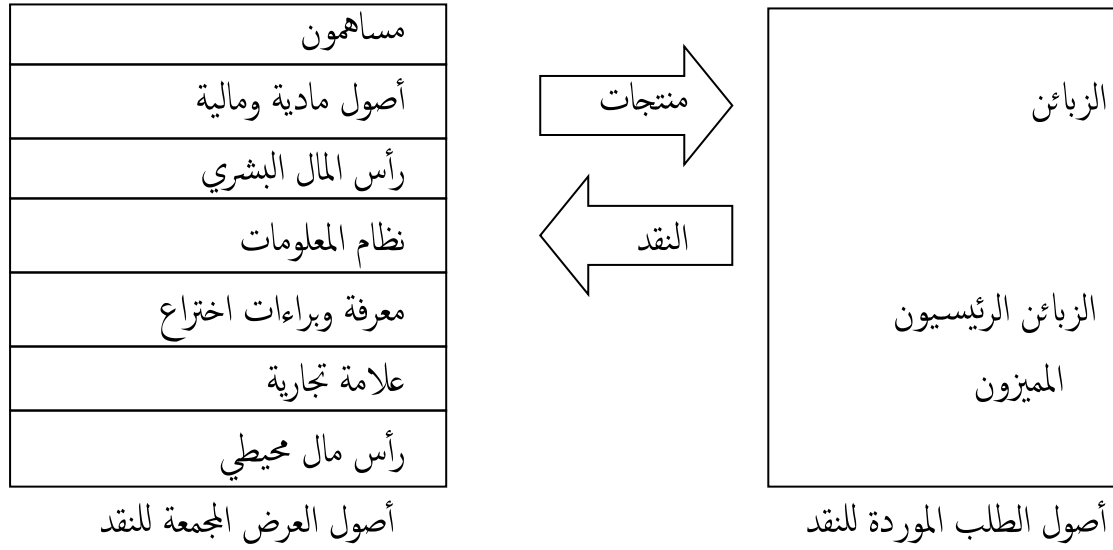 مساهمون
أصول مادية ومالية
رأس المال البشري
نظام المعلومات
معرفة وبراءات اختراع
علامة تجارية
رأس مال محيطي
أصول العرض المجمعة للنقد
منتجات
النقد
الزبائن
الزبائن الرئيسيون
المميزون
أصول الطلب الموردة للنقد